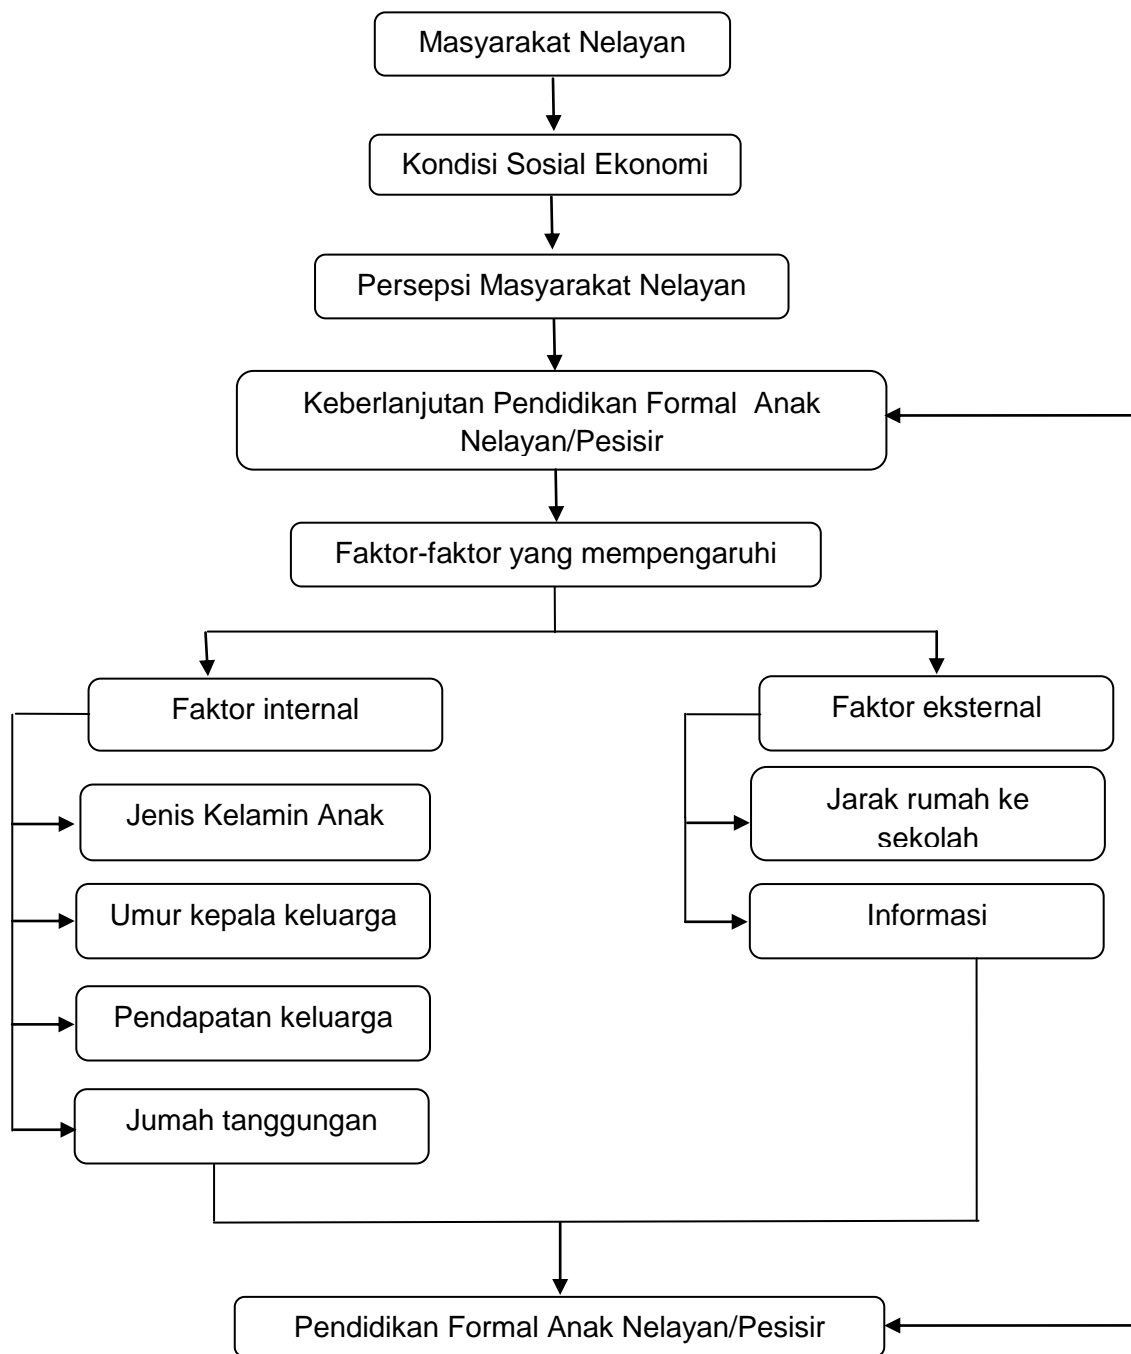 Masyarakat Nelayan
Kondisi Sosial Ekonomi
Persepsi Masyarakat Nelayan
Keberlanjutan Pendidikan Formal  Anak
Nelayan/Pesisir
Faktor-faktor yang mempengaruhi
Faktor internal
Jenis Kelamin Anak
Umur kepala keluarga
Pendapatan keluarga
Jumah tanggungan
Faktor eksternal
Jarak rumah ke
sekolah
Informasi
Pendidikan Formal Anak Nelayan/Pesisir